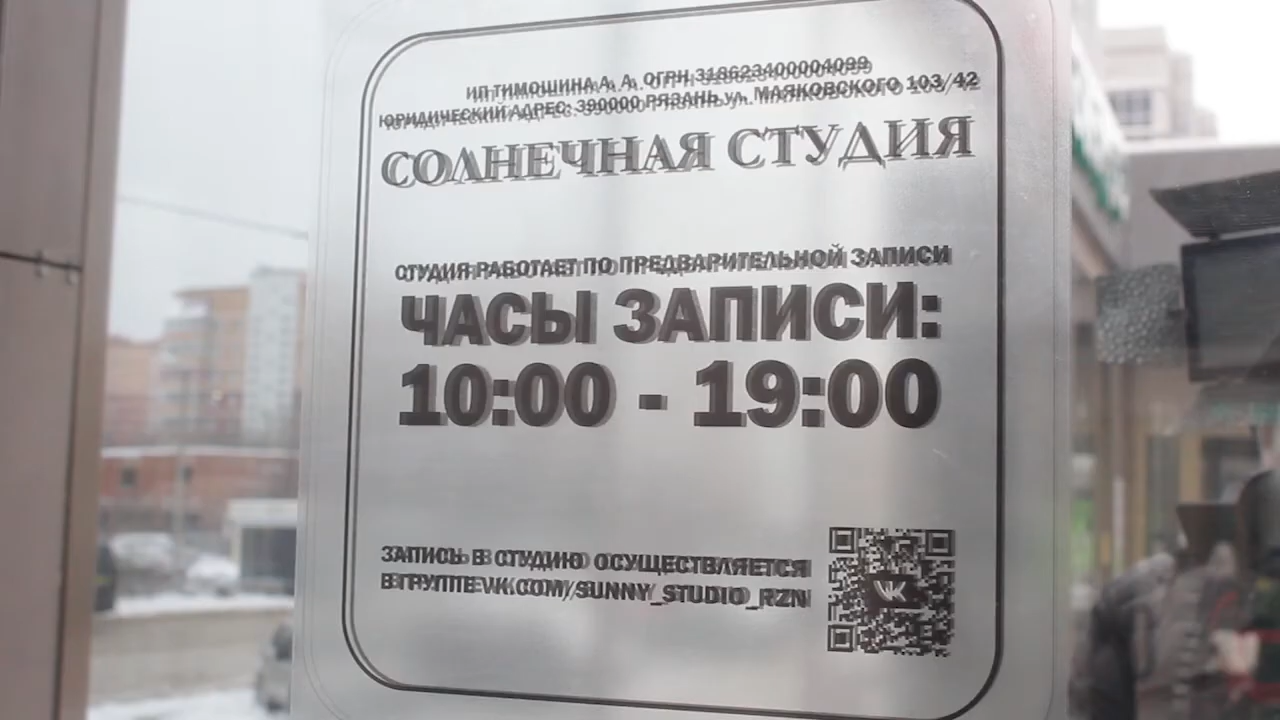 ИП ТИМОШИНА А. А. ОГРН 318623400004099
ЮРИДИЧЕСКИЙ АДРЕС: 390000 РЯЗАНЬ ул. МАЯКОВСКОГО 103/42
СОЛНЕЧНАЯ СТУДИЯ
СТУДИЯ РАБОТАЕТ ПО ПРЕДВАРИТЕЛЬНОЙ ЗАПИСИ
ЧАСЫ ЗАПИСИ:
10:00 - 19:00
ЗАПИСЬ В СТУДИЮ ОСУЩЕСТВЛЯЕТСЯ
В ГРУППЕ VK.COM/SUNNY_STUDIO_RZN